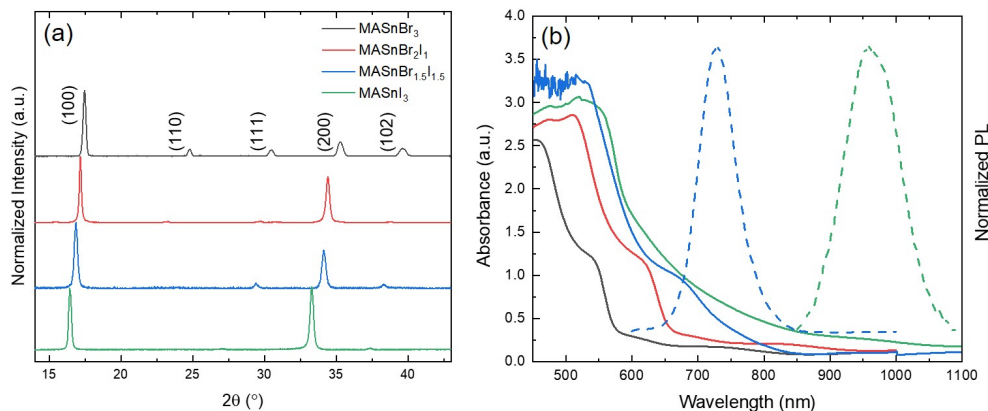 (a)
MASnBr₃
MASnBr₂I₁
MASnBr₁.₅I₁.₅
MASnI₃
(100)
(110)
(111)
(200)
(102)
Normalized Intensity (a.u.)
15 20 25 30 35 40
2θ (°)
(b)
4.0
3.5
3.0
2.5
2.0
1.5
1.0
0.5
0.0
Absorbance (a.u.)
Normalized PL
500 600 700 800 900 1000 1100
Wavelength (nm)